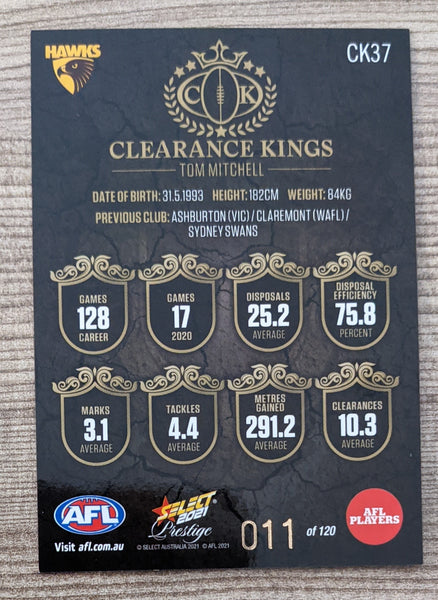 HAWKS
CK37
C K
CLEARANCE KINGS
TOM MITCHELL
DATE OF BIRTH: 31.5.1993 HEIGHT: 182CM WEIGHT: 84KG
PREVIOUS CLUB: ASHBURTON (VIC) / CLAREMONT (WAFL) /
SYDNEY SWANS
GAMES
128
CAREER
GAMES
17
2020
DISPOSALS
25.2
AVERAGE
DISPOSAL
EFFICIENCY
75.8
PERCENT
MARKS
3.1
AVERAGE
TACKLES
4.4
AVERAGE
METRES
GAINED
291.2
AVERAGE
CLEARANCES
10.3
AVERAGE
AFL
Visit afl.com.au
SELECT
2021
Prestige
© SELECT AUSTRALIA 2021 © AFL 2021
011 of 120
AFL
PLAYERS